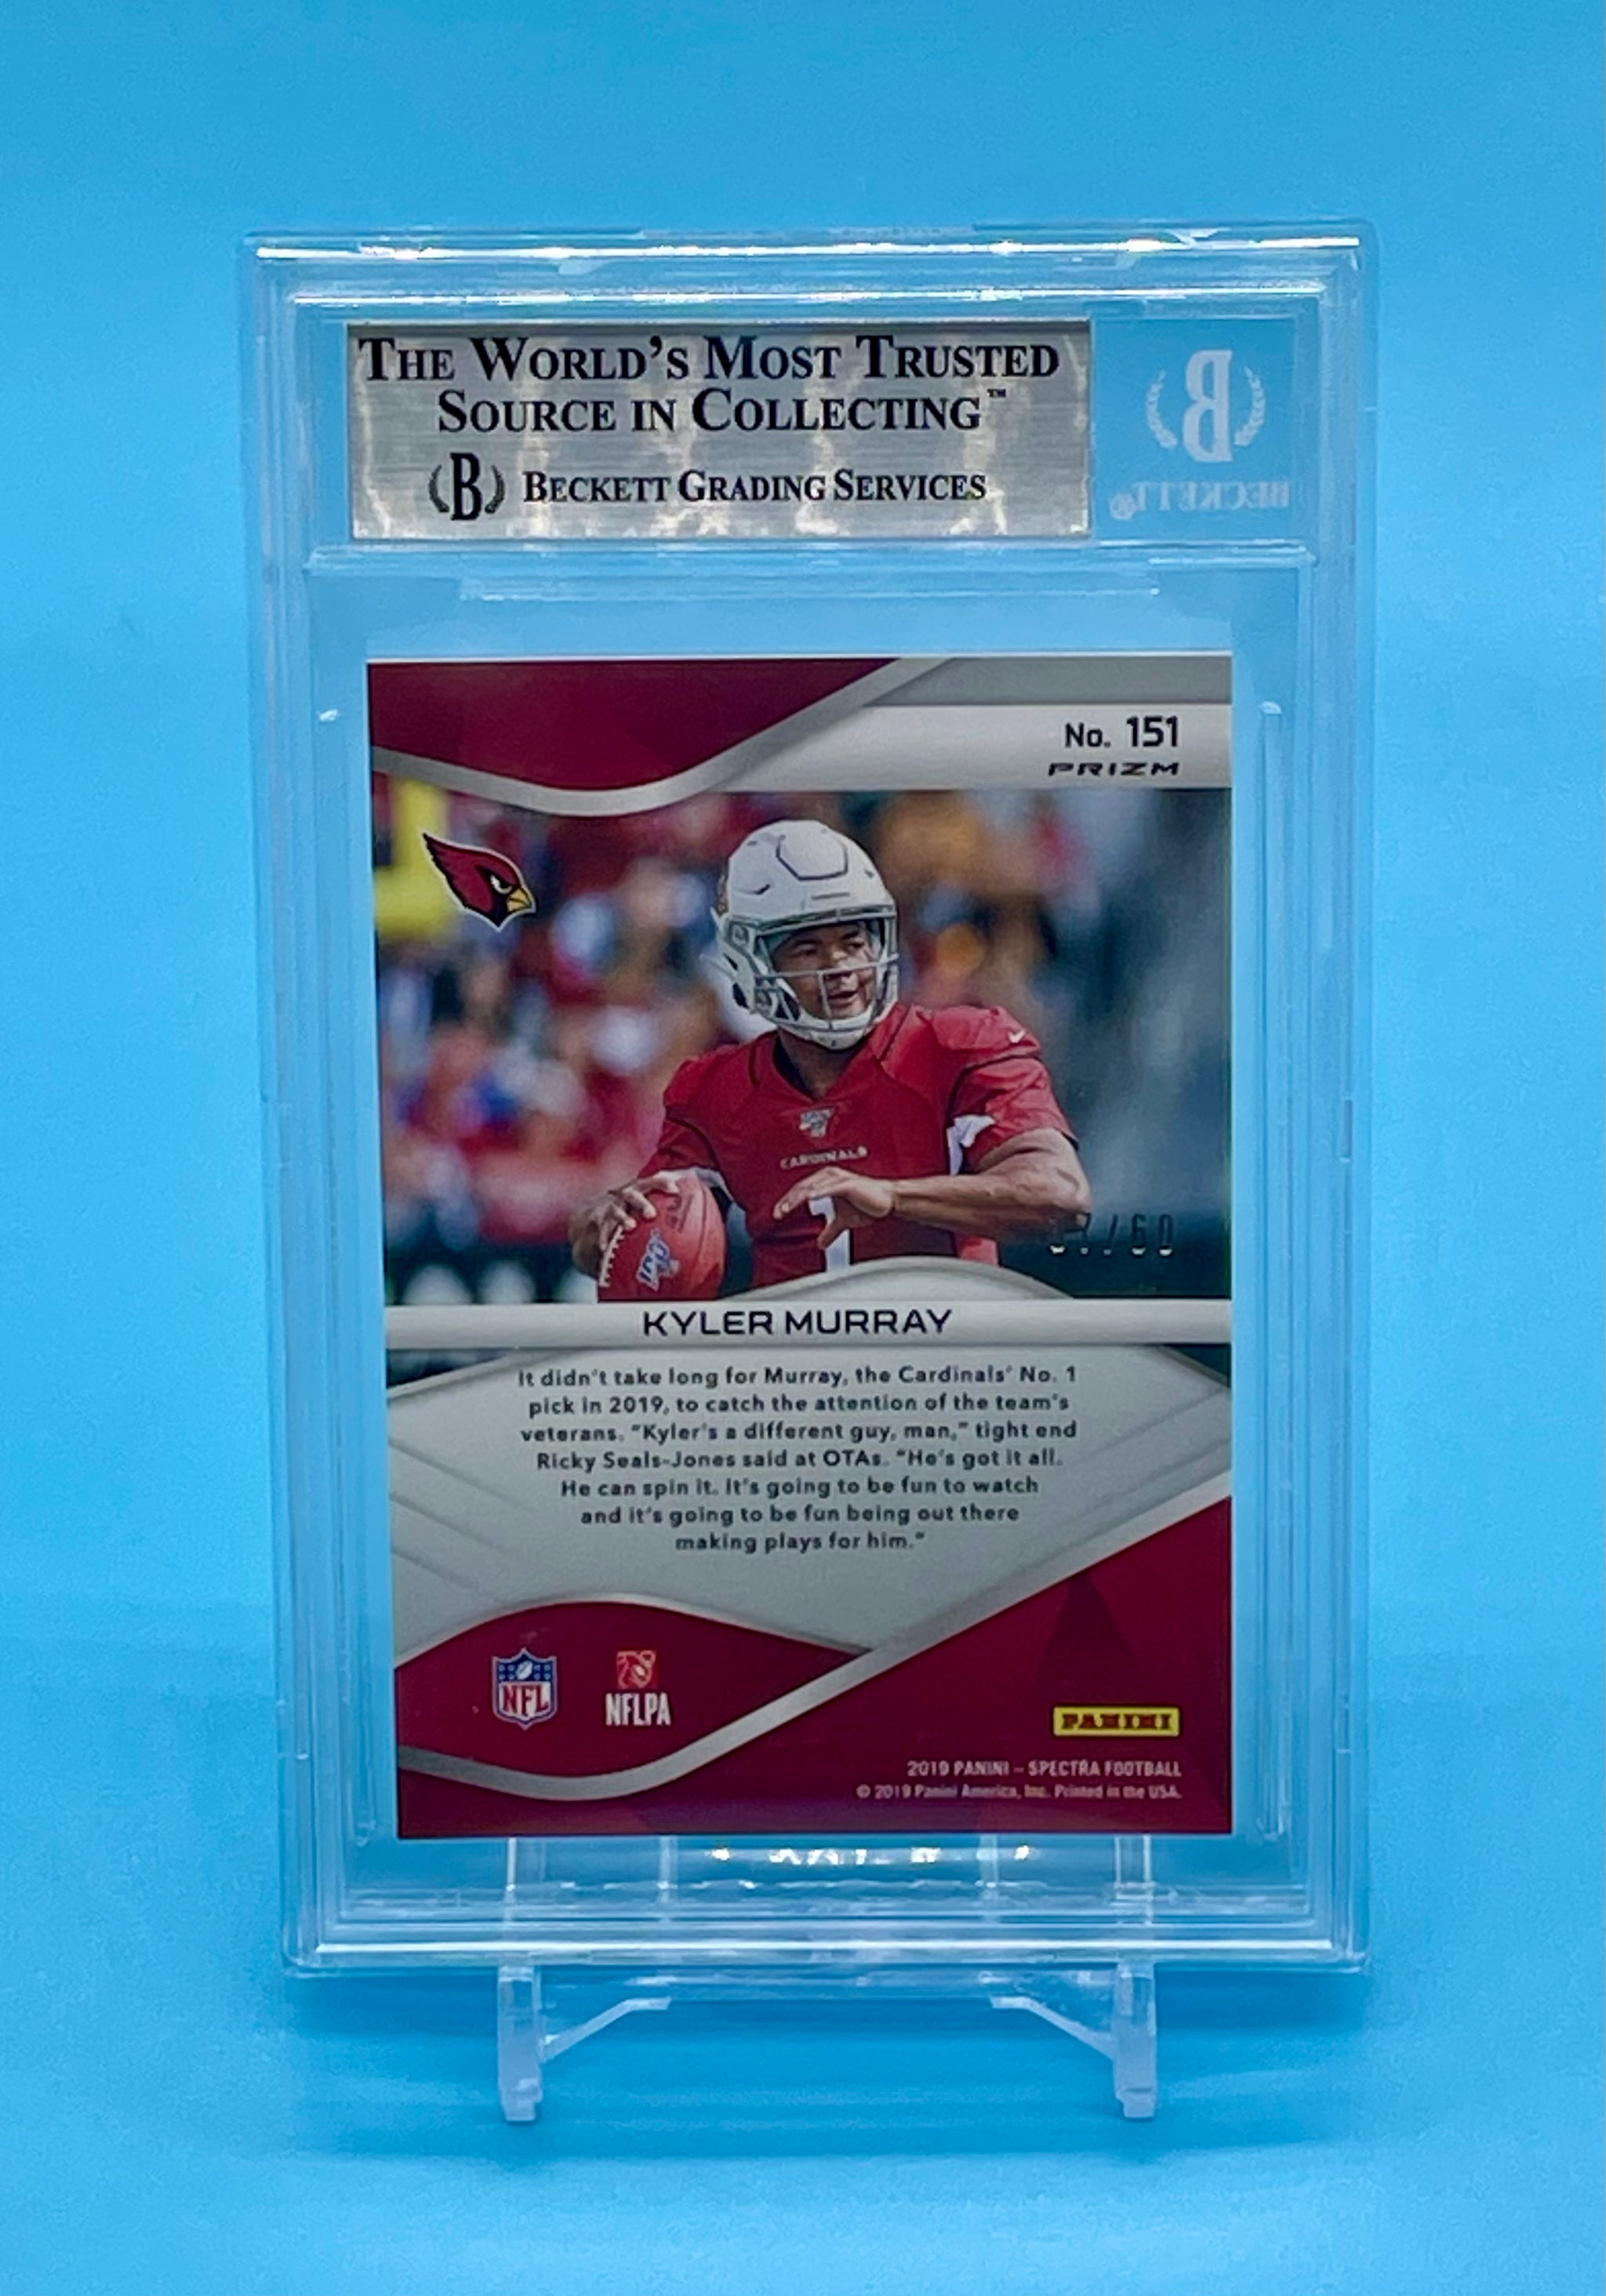 THE WORLD'S MOST TRUSTED
SOURCE IN COLLECTING™
B BECKETT GRADING SERVICES
B
BECKETT®
No. 151
PRIZM
CARDINALS
1
/60
KYLER MURRAY
It didn't take long for Murray, the Cardinals' No. 1
pick in 2019, to catch the attention of the team's
veterans. "Kyler's a different guy, man," tight end
Ricky Seals-Jones said at OTAs. "He's got it all.
He can spin it. It's going to be fun to watch
and it's going to be fun being out there
making plays for him."
NFL
NFLPA
PANINI
2019 PANINI – SPECTRA FOOTBALL
© 2019 Panini America, Inc. Printed in the USA.